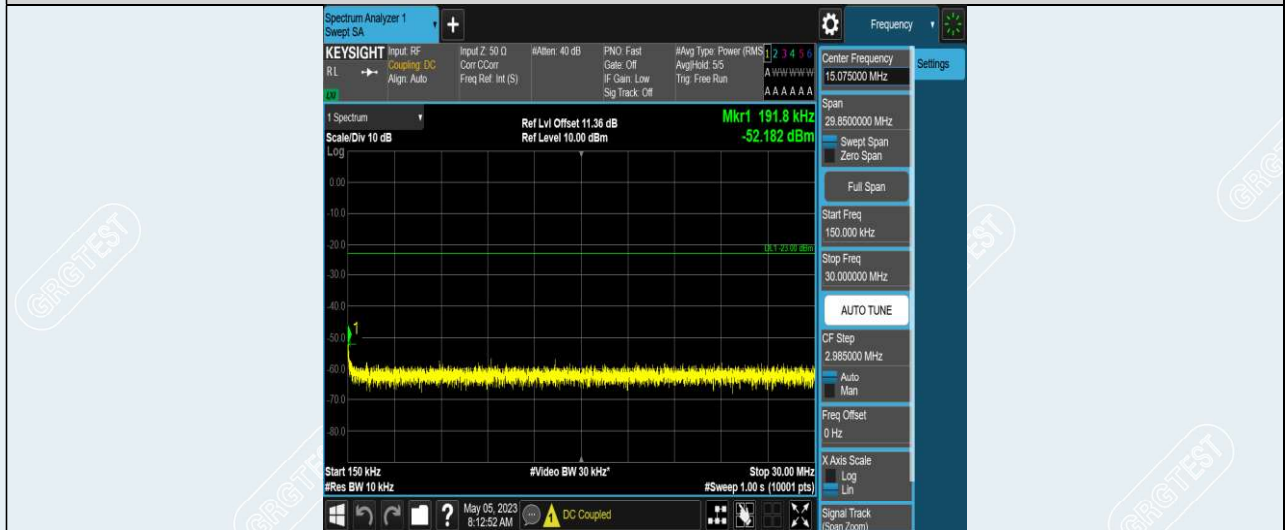 Spectrum Analyzer 1
Swept SA
Frequency
KEYSIGHT
Input: RF
Input Z: 50 Ω
#Atten: 40 dB
PNO: Fast
#Avg Type: Power (RMS
1 2 3 4 5 6
RL
Coupling: DC
Corr CCorr
Gate: Off
Avg|Hold: 5/5
Align: Auto
Freq Ref: Int (S)
IF Gain: Low
Trig: Free Run
A W W W W W
Sig Track: Off
A A A A A A
LXI
Center Frequency
15.075000 MHz
Settings
Span
29.8500000 MHz
Swept Span
Zero Span
Full Span
Start Freq
150.000 kHz
Stop Freq
30.000000 MHz
AUTO TUNE
CF Step
2.985000 MHz
Auto
Man
Freq Offset
0 Hz
X Axis Scale
Log
Lin
Signal Track
(Span Zoom)
1 Spectrum
Ref Lvl Offset 11.36 dB
Mkr1 191.8 kHz
Scale/Div 10 dB
Ref Level 10.00 dBm
-52.182 dBm
Log
0.00
-10.0
-20.0
DL1 -23.00 dBm
-30.0
-40.0
1
-50.0
-60.0
-70.0
-80.0
Start 150 kHz
#Video BW 30 kHz*
Stop 30.00 MHz
#Res BW 10 kHz
#Sweep 1.00 s (10001 pts)
May 05, 2023
8:12:52 AM
DC Coupled
GRGTEST
GRGTEST
GRGTEST
GRGTEST
GRGTEST